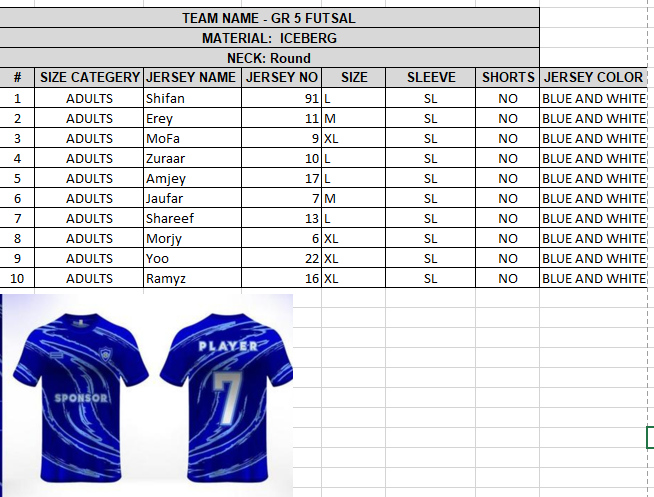 TEAM NAME - GR 5 FUTSAL
MATERIAL: ICEBERG
NECK: Round
# SIZE CATEGERY JERSEY NAME JERSEY NO SIZE SLEEVE SHORTS JERSEY COLOR
1 ADULTS Shifan 91 L SL NO BLUE AND WHITE
2 ADULTS Erey 11 M SL NO BLUE AND WHITE
3 ADULTS MoFa 9 XL SL NO BLUE AND WHITE
4 ADULTS Zuraar 10 L SL NO BLUE AND WHITE
5 ADULTS Amjey 17 L SL NO BLUE AND WHITE
6 ADULTS Jaufar 7 M SL NO BLUE AND WHITE
7 ADULTS Shareef 13 L SL NO BLUE AND WHITE
8 ADULTS Morjy 6 XL SL NO BLUE AND WHITE
9 ADULTS Yoo 22 XL SL NO BLUE AND WHITE
10 ADULTS Ramyz 16 XL SL NO BLUE AND WHITE
SPONSOR
PLAYER
7